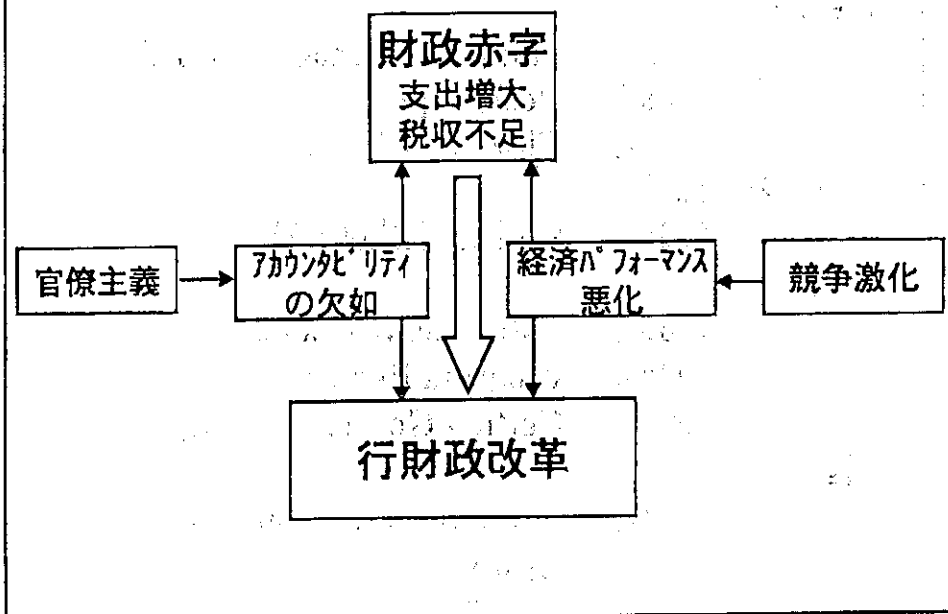 財政赤字
支出増大
税収不足
官僚主義
アカウンタビリティ
の欠如
経済パフォーマンス
悪化
競争激化
行財政改革